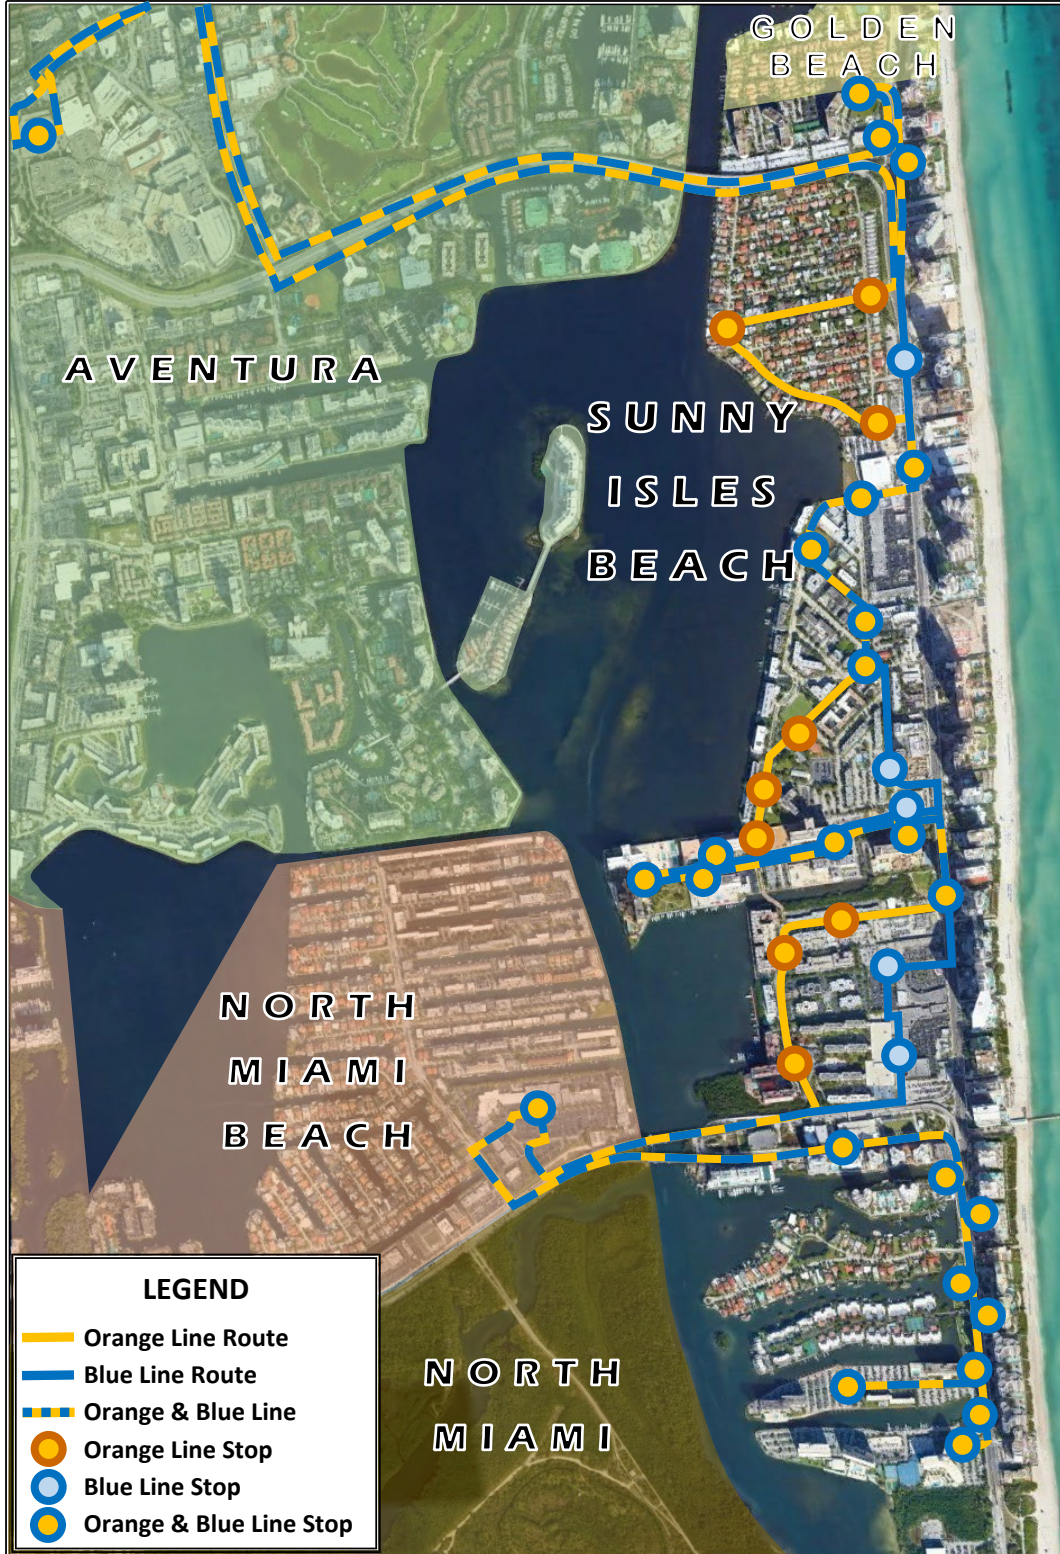 GOLDEN
BEACH
AVENTURA
SUNNY
ISLES
BEACH
NORTH
MIAMI
BEACH
NORTH
MIAMI
LEGEND
Orange Line Route
Blue Line Route
Orange & Blue Line
Orange Line Stop
Blue Line Stop
Orange & Blue Line Stop